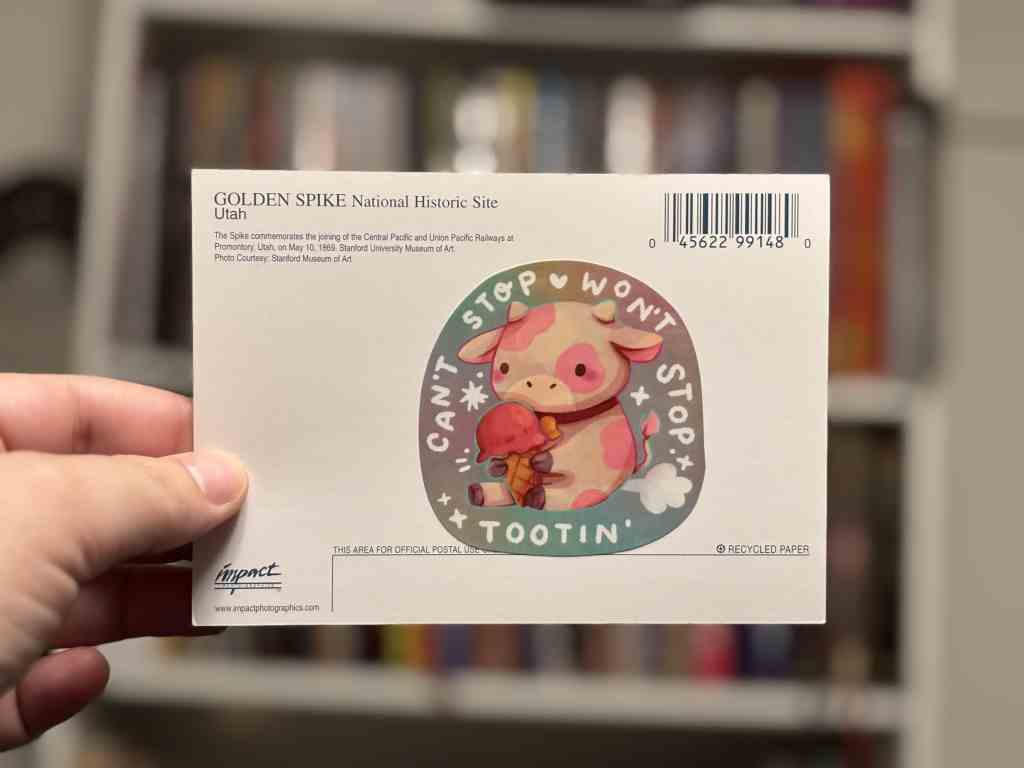 GOLDEN SPIKE National Historic Site
Utah
The Spike commemorates the joining of the Central Pacific and Union Pacific Railways at
Promontory, Utah, on May 10, 1869. Stanford University Museum of Art.
Photo Courtesy: Stanford Museum of Art
0 45622 99148 0
CAN'T STOP WON'T STOP.
TOOTIN'
THIS AREA FOR OFFICIAL POSTAL USE
RECYCLED PAPER
impact
www.impactphotographics.com